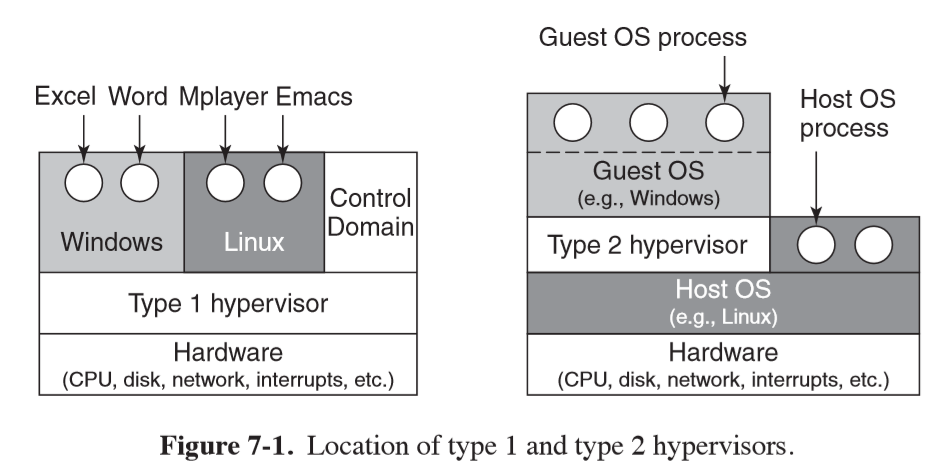 Excel Word Mplayer Emacs
Windows
Linux
Control
Domain
Type 1 hypervisor
Hardware
(CPU, disk, network, interrupts, etc.)
Guest OS process
Host OS
process
Guest OS
(e.g., Windows)
Type 2 hypervisor
Host OS
(e.g., Linux)
Hardware
(CPU, disk, network, interrupts, etc.)
Figure 7-1. Location of type 1 and type 2 hypervisors.